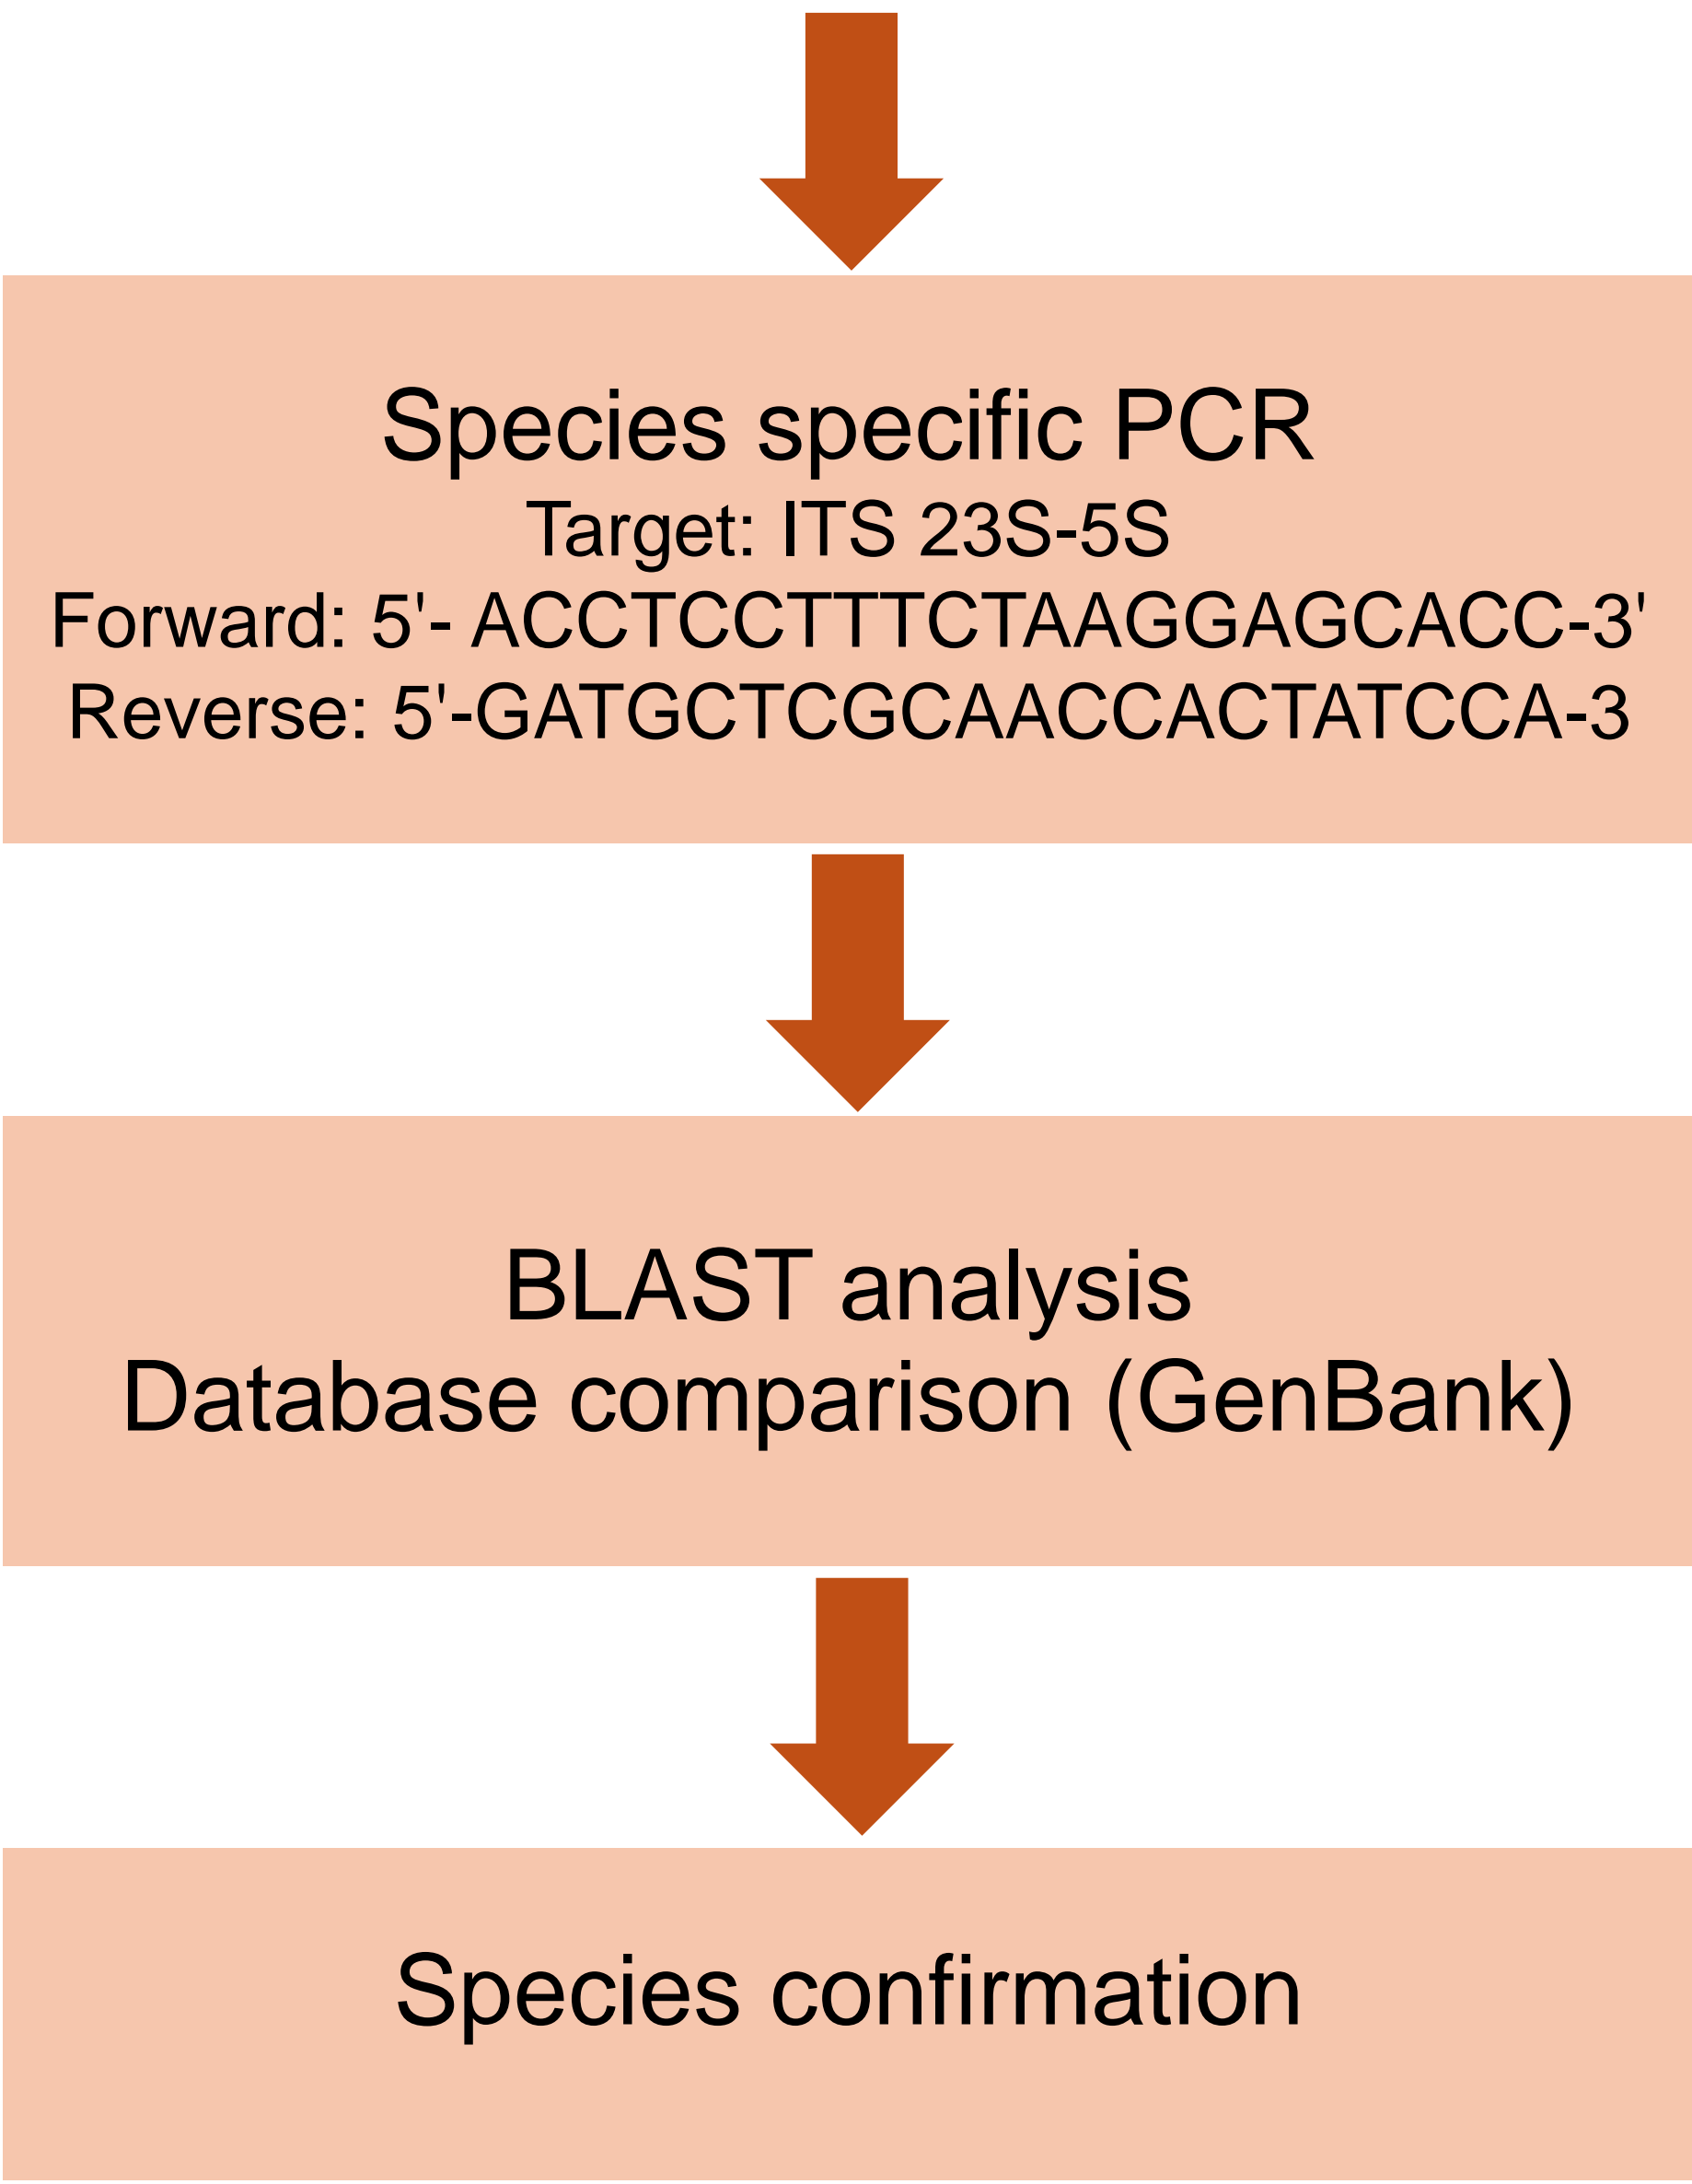 Species specific PCR
Target: ITS 23S-5S
Forward: 5'- ACCTCCTTTCTAAGGAGCACC-3'
Reverse: 5'-GATGCTCGCAACCACTATCCA-3
BLAST analysis
Database comparison (GenBank)
Species confirmation